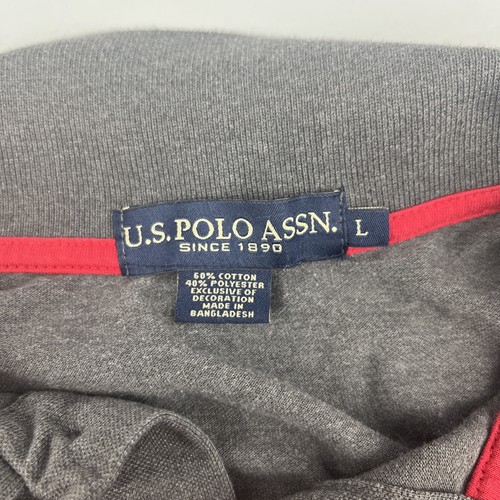 U.S. POLO ASSN.
SINCE 1890
L
60% COTTON
40% POLYESTER
EXCLUSIVE OF
DECORATION
MADE IN
BANGLADESH